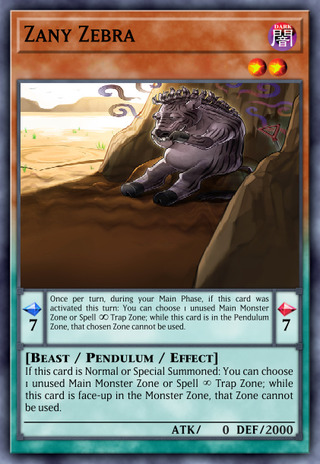 Zany Zebra
DARK
闇
Once per turn, during your Main Phase, if this card was
activated this turn: You can choose 1 unused Main Monster
Zone or Spell ∞ Trap Zone; while this card is in the Pendulum
Zone, that chosen Zone cannot be used.
7
7
[Beast / Pendulum / Effect]
If this card is Normal or Special Summoned: You can choose
1 unused Main Monster Zone or Spell ∞ Trap Zone; while
this card is face-up in the Monster Zone, that Zone cannot
be used.
ATK/ 0 DEF/2000